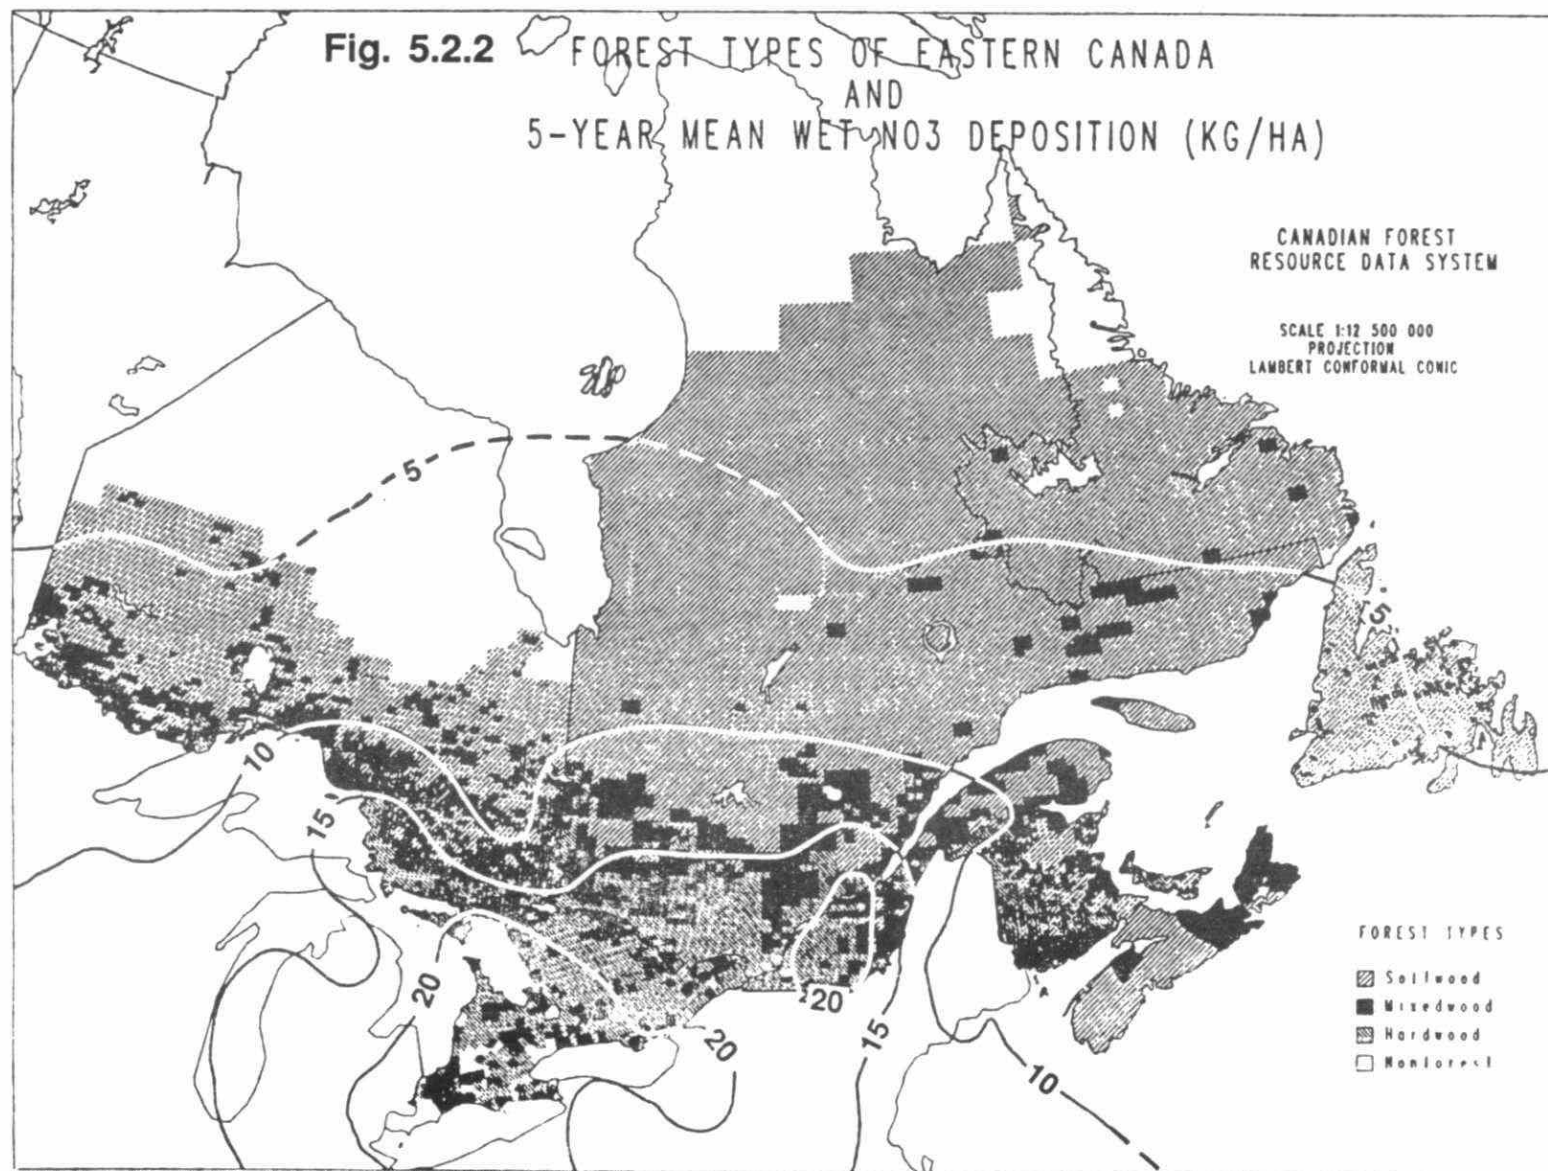 Fig. 5.2.2 FOREST TYPES OF EASTERN CANADA
AND
5-YEAR MEAN WET NO3 DEPOSITION (KG/HA)
CANADIAN FOREST
RESOURCE DATA SYSTEM
SCALE 1:12 500 000
PROJECTION
LAMBERT CONFORMAL CONIC
5
5
10
15
20
20
20
15
10
FOREST TYPES
Softwood
Mixedwood
Hardwood
Nonforest